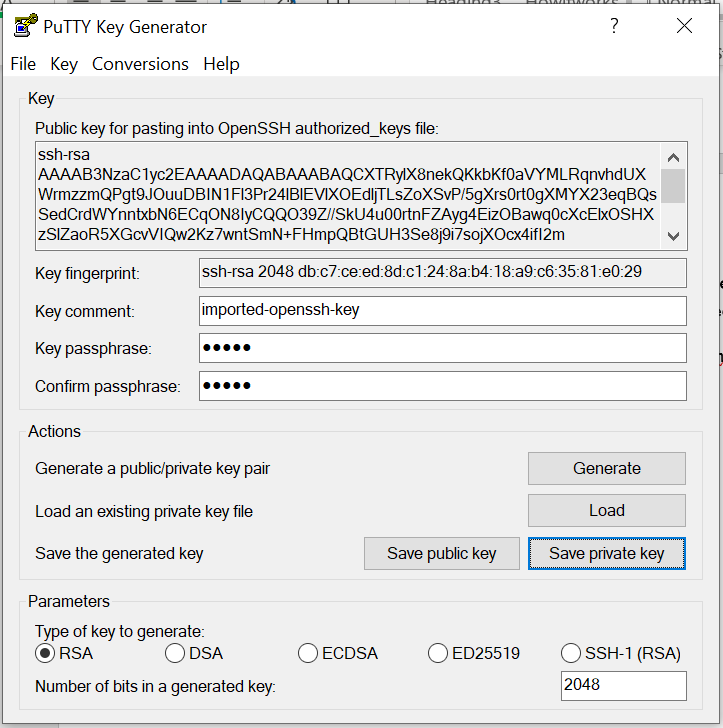 PuTTY Key Generator
?
File Key Conversions Help
Key
Public key for pasting into OpenSSH authorized_keys file:
ssh-rsa
AAAAB3NzaC1yc2EAAAADAQABAAABAQCXTRylX8nekQKkbKf0aVYMLRqnvhdUX
WrmzzmQPgt9JOuuDBIN1Fl3Pr24lBlEVlXOEdljTLsZoXSvP/5gXrs0rt0gXMYX23eqBQs
SedCrdWYnntxbN6ECqON8lyCQQO39Z//SkU4u00rtnFZAyg4EizOBawq0cXcElxOSHX
zSlZaoR5XGcvVIQw2Kz7wntSmN+FHmpQBtGUH3Se8j9i7sojXOcx4ifI2m
Key fingerprint: ssh-rsa 2048 db:c7:ce:ed:8d:c1:24:8a:b4:18:a9:c6:35:81:e0:29
Key comment: imported-openssh-key
Key passphrase: ●●●●●
Confirm passphrase: ●●●●●
Actions
Generate a public/private key pair Generate
Load an existing private key file Load
Save the generated key Save public key Save private key
Parameters
Type of key to generate:
RSA DSA ECDSA ED25519 SSH-1 (RSA)
Number of bits in a generated key: 2048